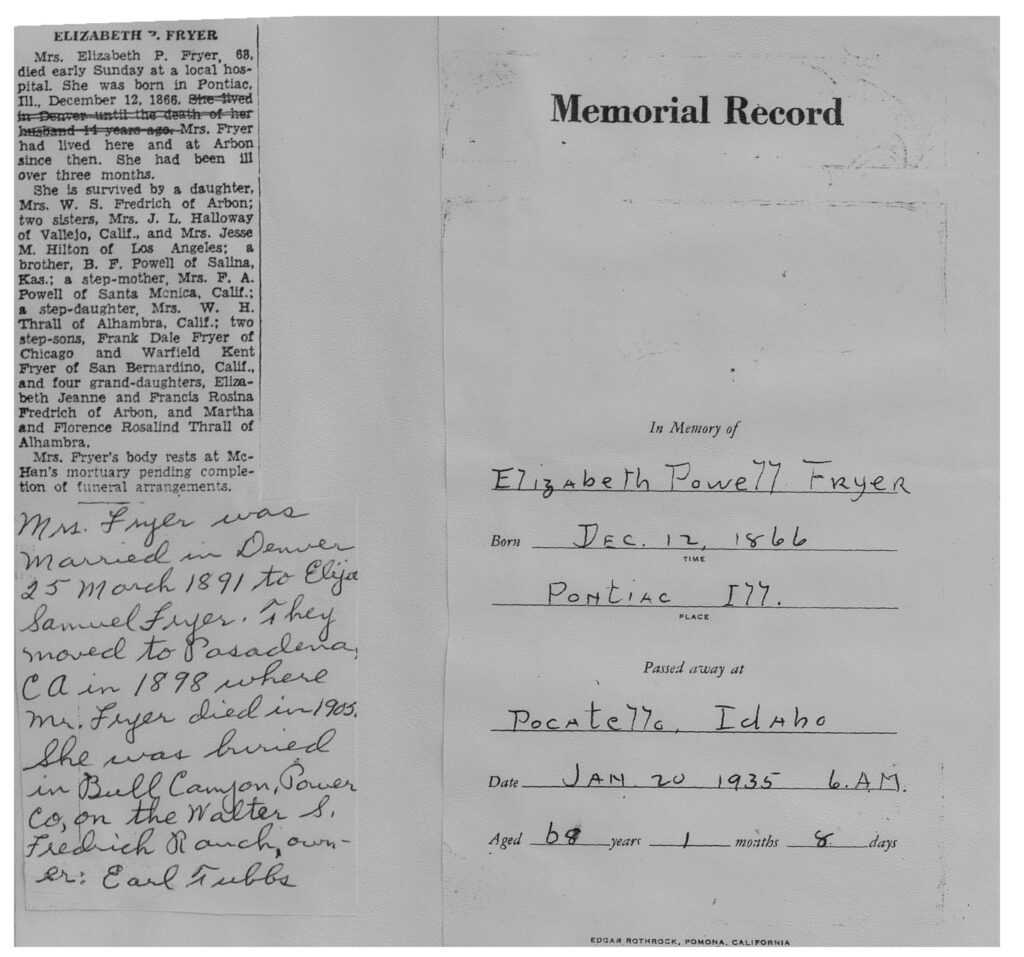 ELIZABETH P. FRYER
Mrs. Elizabeth P. Fryer, 68,
died early Sunday at a local hos-
pital. She was born in Pontiac,
Ill., December 12, 1866. She lived
in Denver until the death of her
husband 14 years ago. Mrs. Fryer
had lived here and at Arbon
since then. She had been ill
over three months.
She is survived by a daughter,
Mrs. W. S. Fredrich of Arbon;
two sisters, Mrs. J. L. Halloway
of Vallejo, Calif., and Mrs. Jesse
M. Hilton of Los Angeles; a
brother, B. F. Powell of Salina,
Kas.; a step-mother, Mrs. F. A.
Powell of Santa Monica, Calif.;
a step-daughter, Mrs. W. H.
Thrall of Alhambra, Calif.; two
step-sons, Frank Dale Fryer of
Chicago and Warfield Kent
Fryer of San Bernardino, Calif.,
and four grand-daughters, Eliza-
beth Jeanne and Francis Rosina
Fredrich of Arbon, and Martha
and Florence Rosalind Thrall of
Alhambra.
Mrs. Fryer's body rests at Mc-
Han's mortuary pending comple-
tion of funeral arrangements.
Mrs. Fryer was
married in Denver
25 March 1891 to Elija
Samuel Fryer. They
moved to Pasadena,
CA in 1898 where
Mr. Fryer died in 1905.
She was buried
in Bull Canyon, Power
Co, on the Walter S.
Fredrich Ranch, own-
er: Earl Tubbs
Memorial Record
In Memory of
Elizabeth Powell Fryer
Born Dec. 12, 1866
TIME
Pontiac Ill.
PLACE
Passed away at
Pocatello, Idaho
Date Jan 20 1935 6. A.M.
Aged 68 years 1 months 8 days
EDGAR ROTHROCK, POMONA, CALIFORNIA